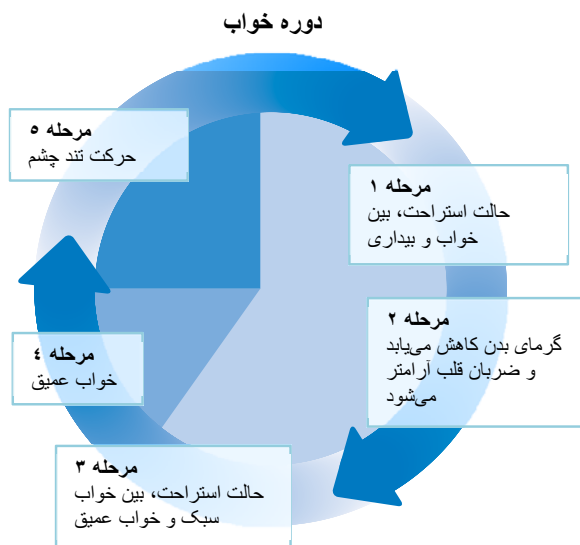 دوره خواب
مرحله ۱
حالت استراحت، بین
خواب و بیداری
مرحله ۲
گرمای بدن کاهش می‌یابد
و ضربان قلب آرامتر
می‌شود
مرحله ۳
حالت استراحت، بین خواب
سبک و خواب عمیق
مرحله ۴
خواب عمیق
مرحله ۵
حرکت تند چشم